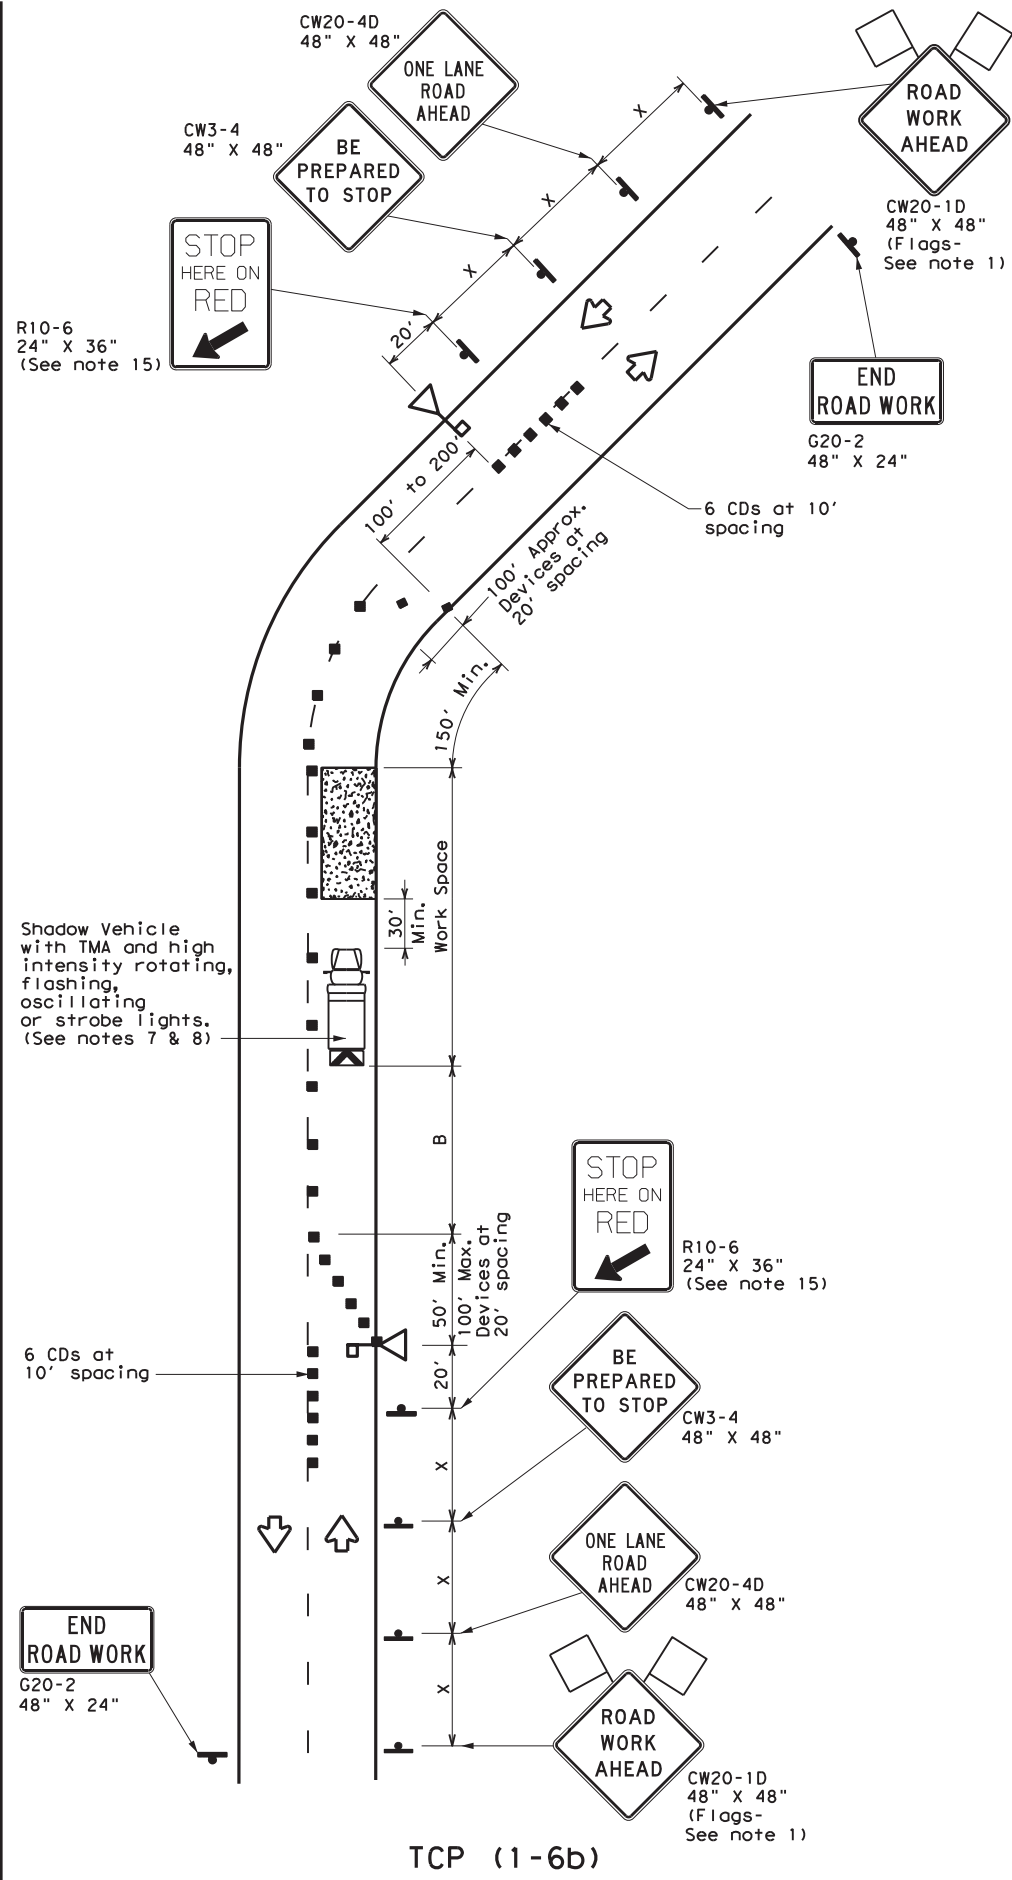 CW20-4D
48" X 48"
ONE LANE
ROAD
AHEAD
ROAD
WORK
AHEAD
CW20-1D
48" X 48"
(Flags-
See note 1)
CW3-4
48" X 48"
BE
PREPARED
TO STOP
X
X
X
20'
STOP
HERE ON
RED
R10-6
24" X 36"
(See note 15)
END
ROAD WORK
G20-2
48" X 24"
100' to 200'
6 CDs at 10'
spacing
100' Approx.
Devices at
20' spacing
150' Min.
Work Space
30'
Min.
Shadow Vehicle
with TMA and high
intensity rotating,
flashing,
oscillating
or strobe lights.
(See notes 7 & 8)
B
STOP
HERE ON
RED
R10-6
24" X 36"
(See note 15)
50' Min.
100' Max.
Devices at
20' spacing
20'
6 CDs at
10' spacing
BE
PREPARED
TO STOP
CW3-4
48" X 48"
X
X
X
ONE LANE
ROAD
AHEAD
CW20-4D
48" X 48"
END
ROAD WORK
G20-2
48" X 24"
ROAD
WORK
AHEAD
CW20-1D
48" X 48"
(Flags-
See note 1)
TCP (1-6b)